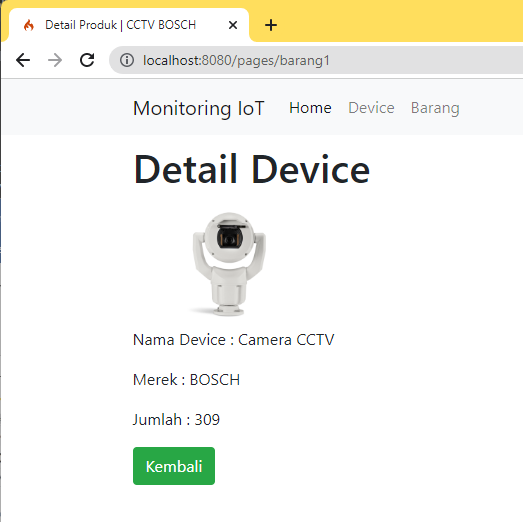 Detail Produk | CCTV BOSCH
localhost:8080/pages/barang1
Monitoring IoT Home Device Barang
Detail Device
Nama Device : Camera CCTV
Merek : BOSCH
Jumlah : 309
Kembali